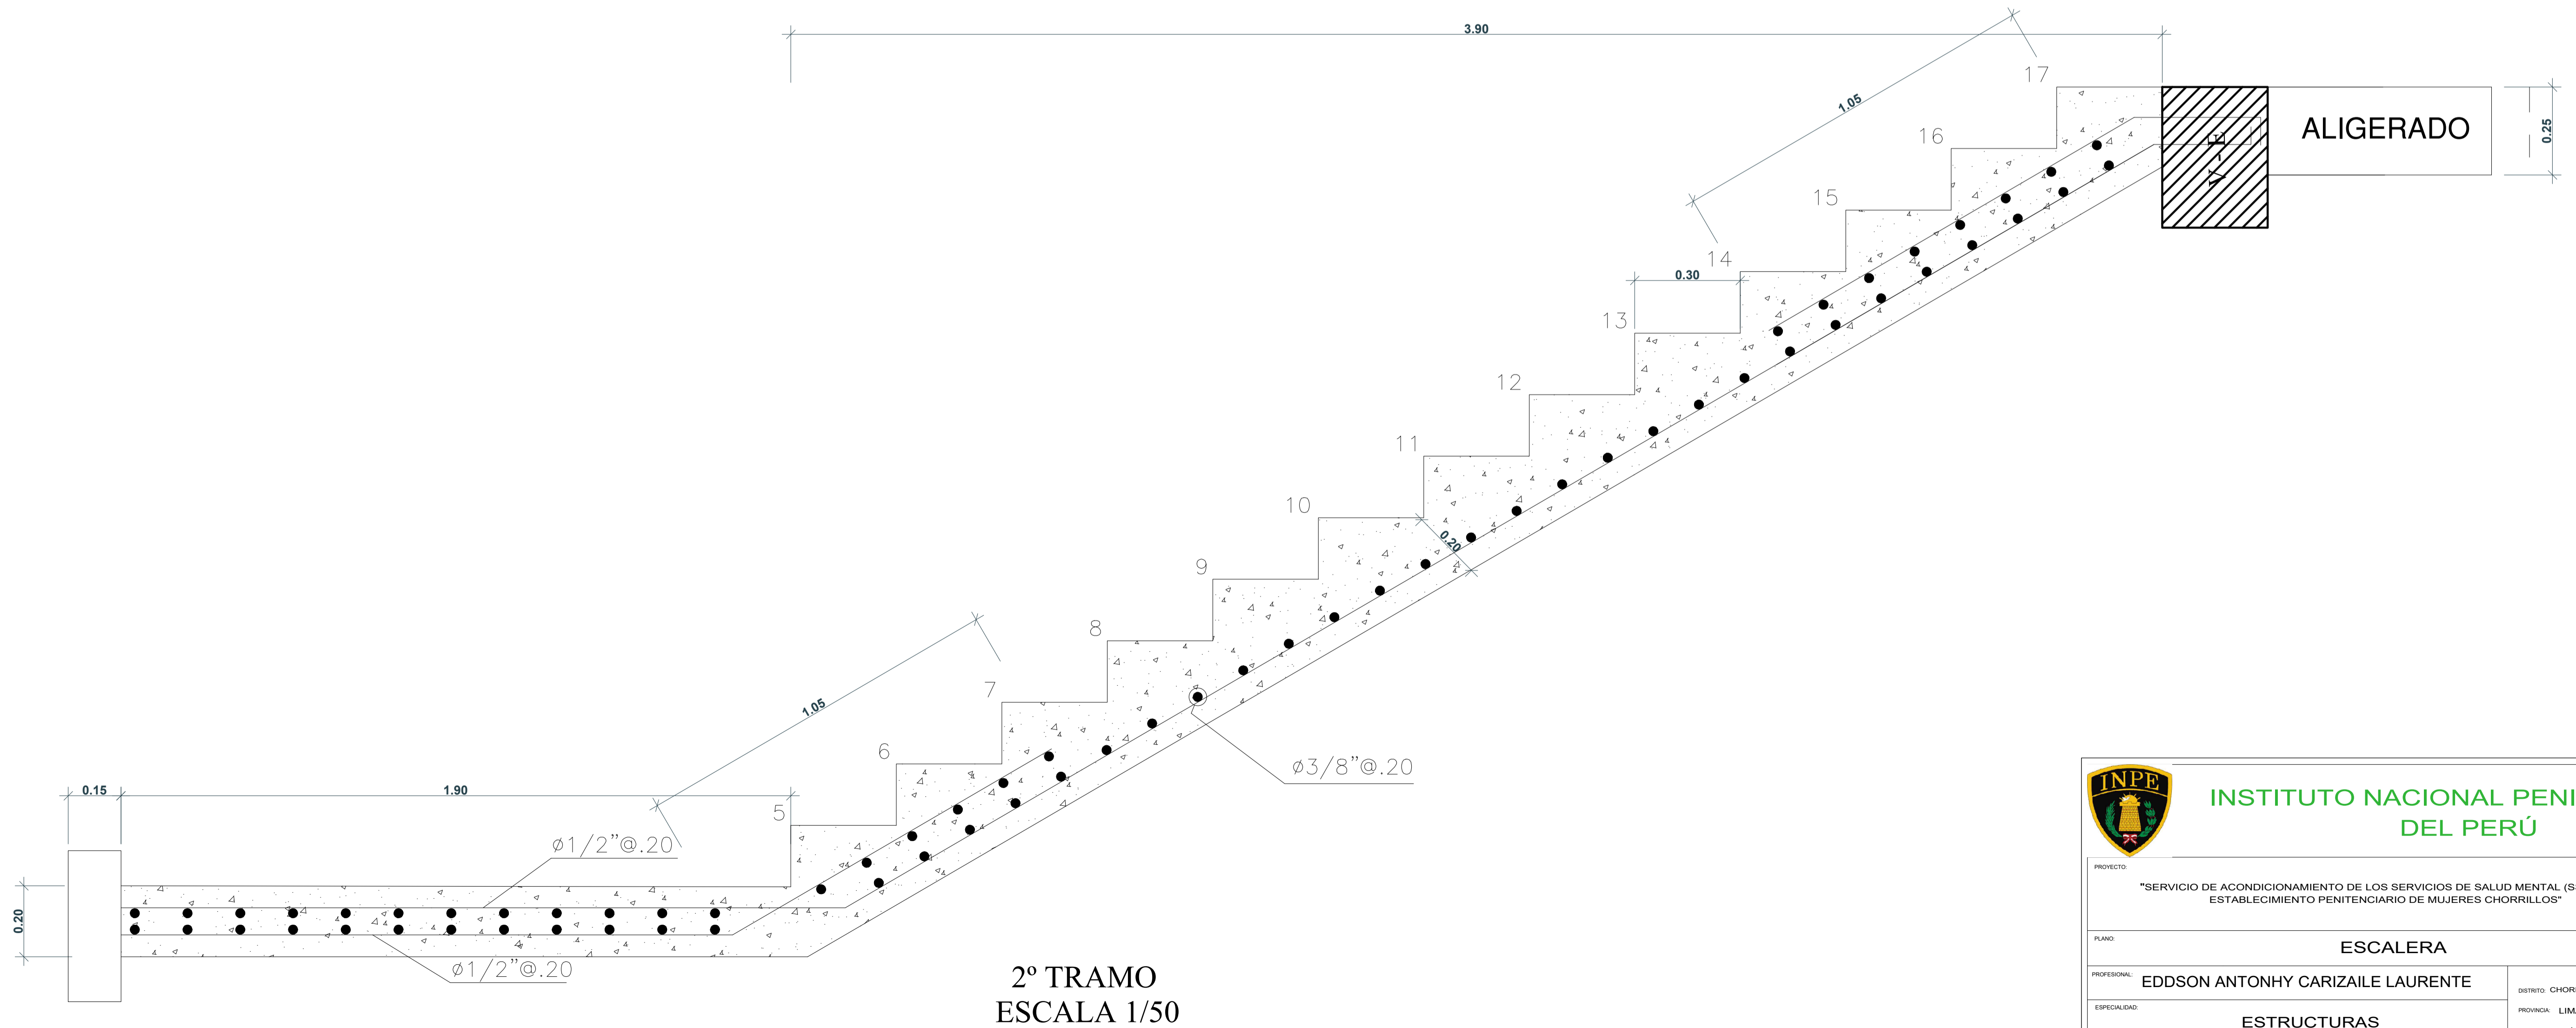 3.90
17
1.05
16
ALIGERADO
0.25
V -E
15
14
0.30
13
12
11
10
0.20
9
8
7
1.05
6
ø3/8"@.20
0.15
1.90
5
ø1/2"@.20
0.20
ø1/2"@.20
2º TRAMO
ESCALA 1/50
INPE
INSTITUTO NACIONAL
DEL PERÚ
PROYECTO:
"SERVICIO DE ACONDICIONAMIENTO DE LOS SERVICIOS DE SALUD MENTAL
ESTABLECIMIENTO PENITENCIARIO DE MUJERES CHORRILLOS"
PLANO:
ESCALERA
PROFESIONAL:
EDDSON ANTONHY CARIZAILE LAURENTE
DISTRITO:
ESPECIALIDAD:
ESTRUCTURAS
PROVINCIA: